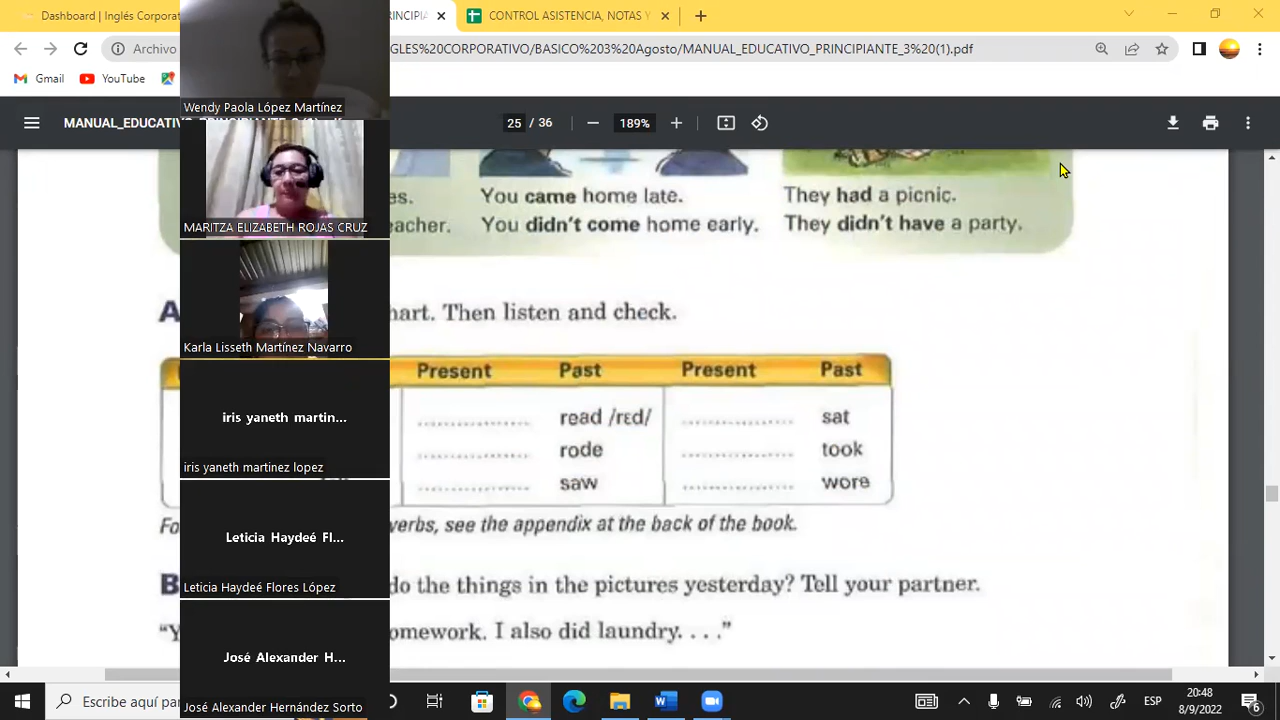 Dashboard | Inglés Corporat
RINCIPIA
CONTROL ASISTENCIA, NOTAS Y
Archivo
NGLES%20CORPORATIVO/BASICO%203%20Agosto/MANUAL_EDUCATIVO_PRINCIPIANTE_3%20(1).pdf
Gmail
YouTube
MANUAL_EDUCATIV
25 / 36
189%
Wendy Paola López Martínez
MARITZA ELIZABETH ROJAS CRUZ
Karla Lisseth Martínez Navarro
iris yaneth martin...
iris yaneth martinez lopez
Leticia Haydeé Fl...
Leticia Haydeé Flores López
José Alexander H...
José Alexander Hernández Sorto
es. You came home late. They had a picnic.
eacher. You didn't come home early. They didn't have a party.
A hart. Then listen and check.
Present Past Present Past
read /rɛd/ sat
rode took
saw wore
Fo verbs, see the appendix at the back of the book.
B do the things in the pictures yesterday? Tell your partner.
“Y omework. I also did laundry. . . .”
Escribe aquí par
ESP
20:48
8/9/2022
6